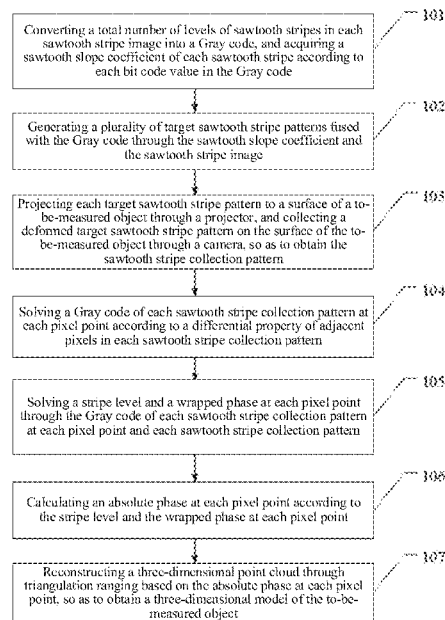 Converting a total number of levels of sawtooth stripes in each
sawtooth stripe image into a Gray code, and acquiring a
sawtooth slope coefficient of each sawtooth stripe according to
each bit code value in the Gray code
101
Generating a plurality of target sawtooth stripe patterns fused
with the Gray code through the sawtooth slope coefficient and
the sawtooth stripe image
102
Projecting each target sawtooth stripe pattern to a surface of a to-
be-measured object through a projector, and collecting a
deformed target sawtooth stripe pattern on the surface of the to-
be-measured object through a camera, so as to obtain the
sawtooth stripe collection pattern
103
Solving a Gray code of each sawtooth stripe collection pattern at
each pixel point according to a differential property of adjacent
pixels in each sawtooth stripe collection pattern
104
Solving a stripe level and a wrapped phase at each pixel point
through the Gray code of each sawtooth stripe collection pattern
at each pixel point and each sawtooth stripe collection pattern
105
Calculating an absolute phase at each pixel point according to
the stripe level and the wrapped phase at each pixel point
106
Reconstructing a three-dimensional point cloud through
triangulation ranging based on the absolute phase at each pixel
point, so as to obtain a three-dimensional model of the to-be-
measured object
107